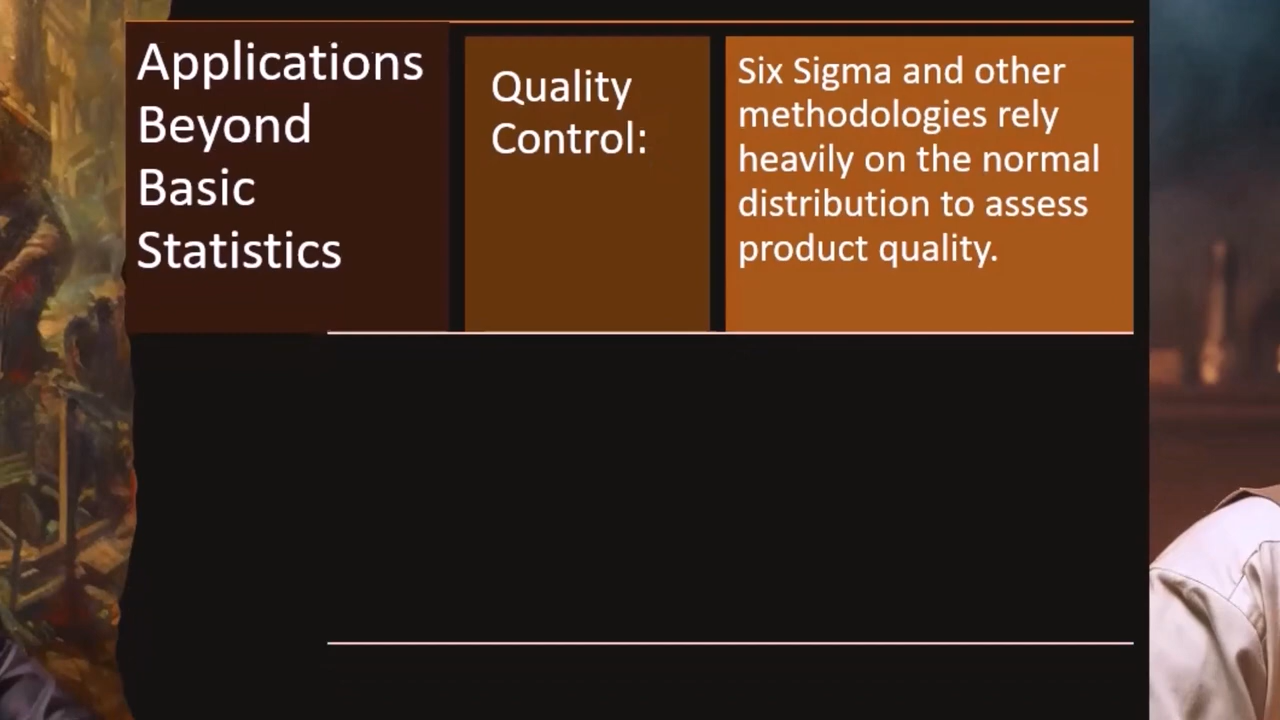 Applications
Beyond
Basic
Statistics
Quality
Control:
Six Sigma and other
methodologies rely
heavily on the normal
distribution to assess
product quality.